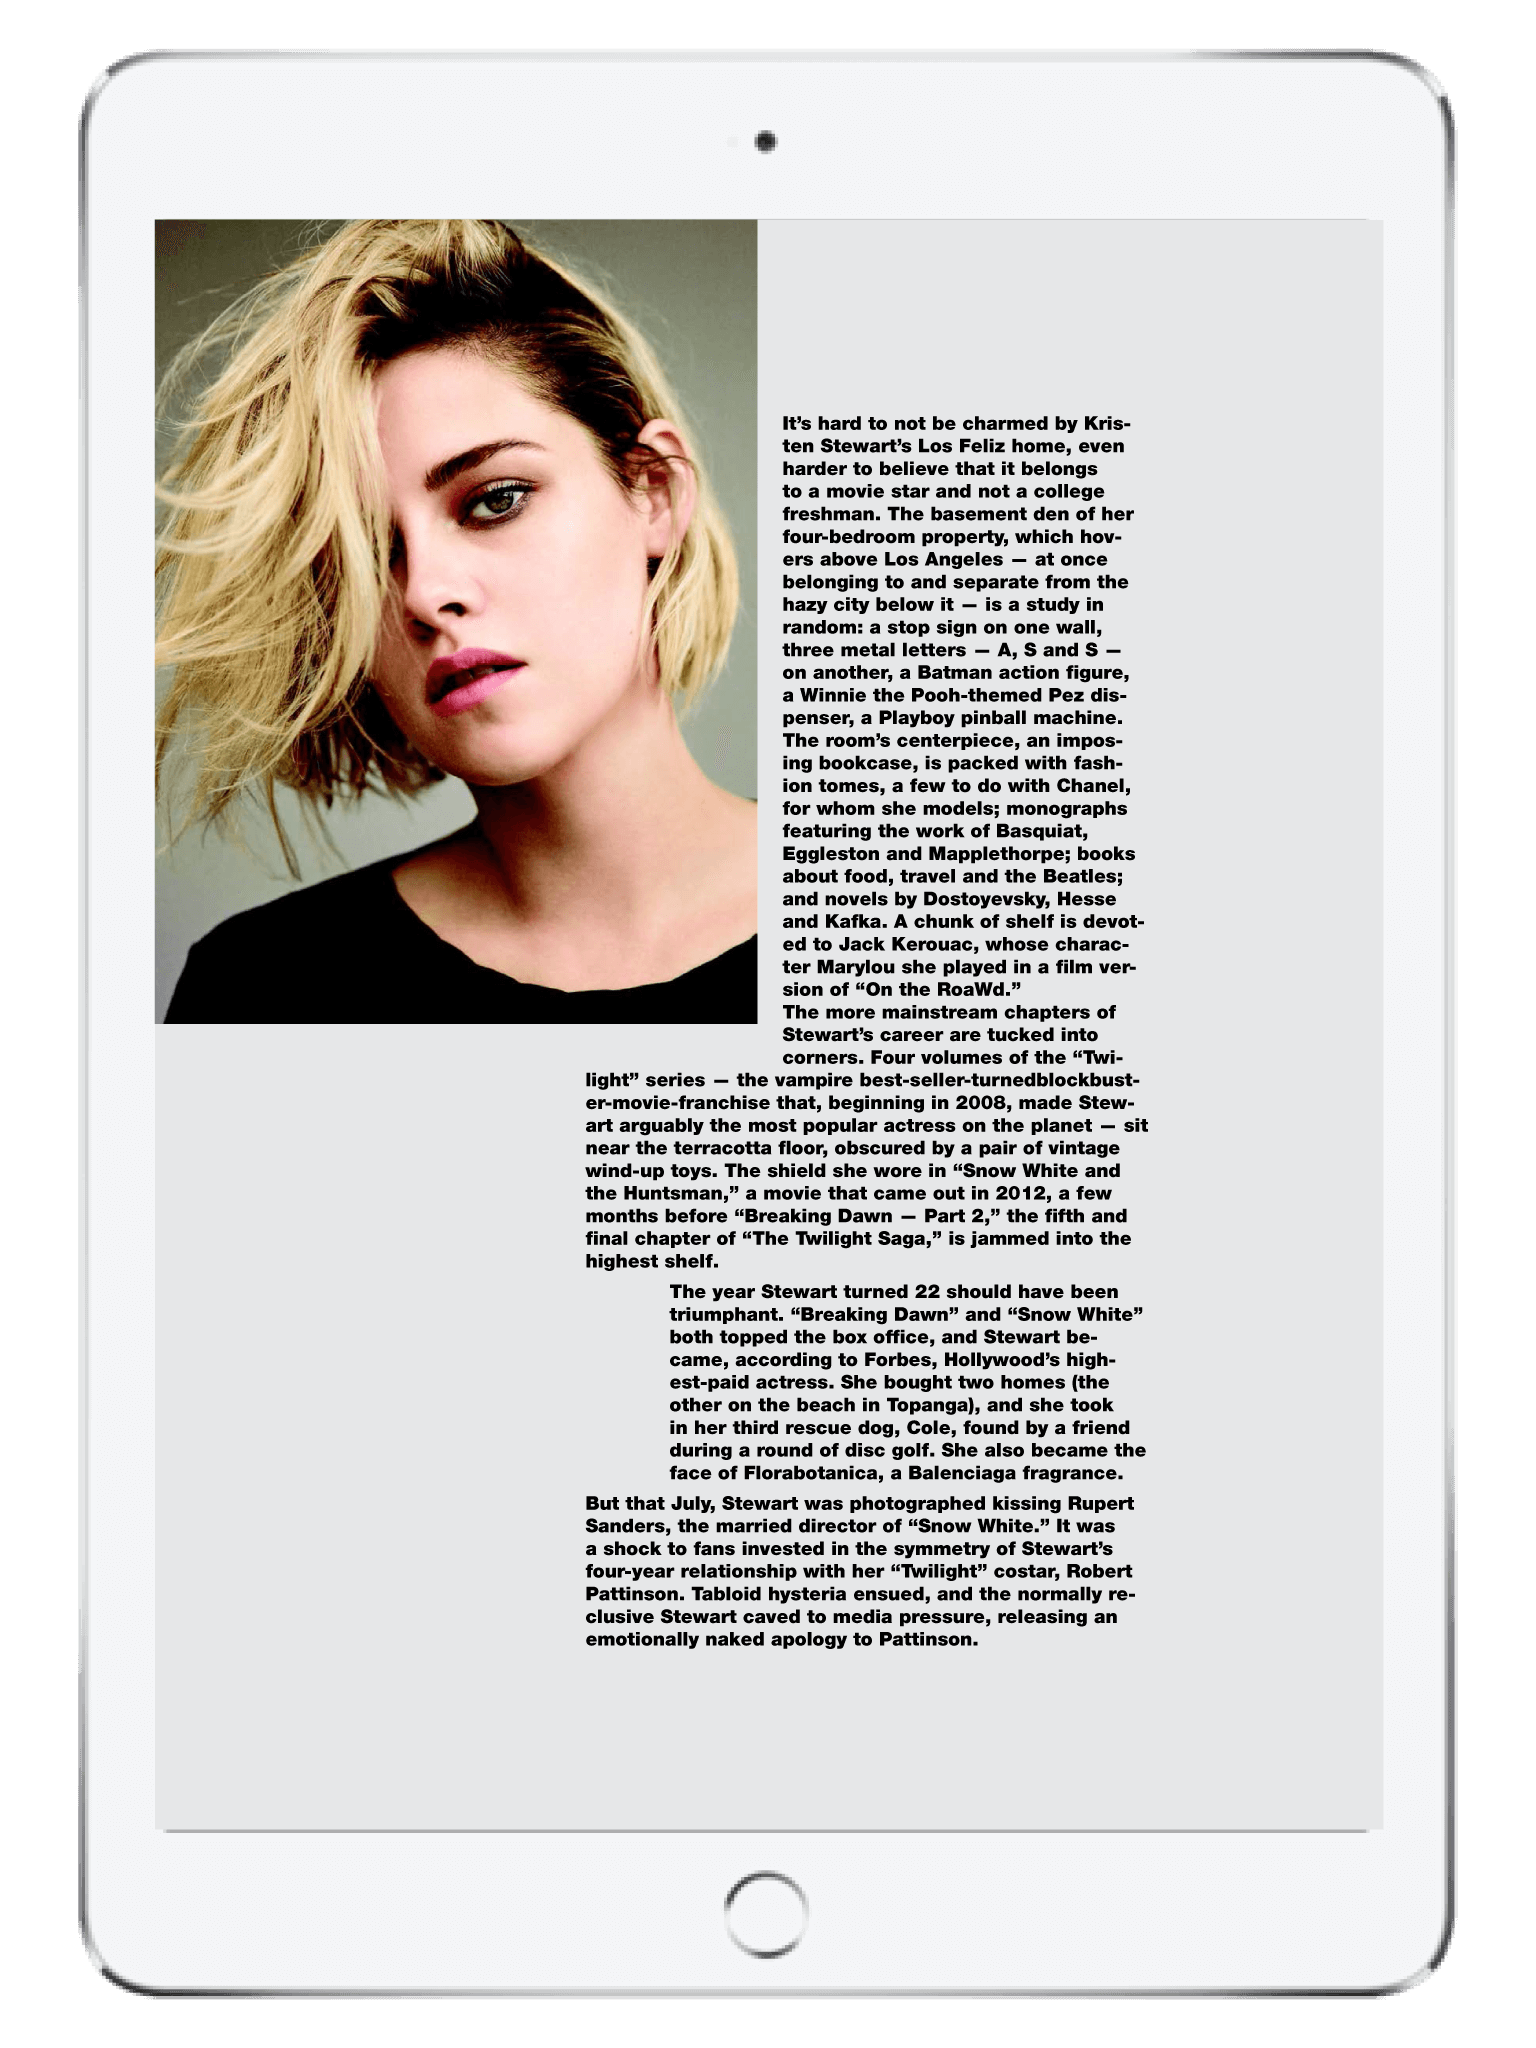 It’s hard to not be charmed by Kris-
ten Stewart’s Los Feliz home, even
harder to believe that it belongs
to a movie star and not a college
freshman. The basement den of her
four-bedroom property, which hov-
ers above Los Angeles — at once
belonging to and separate from the
hazy city below it — is a study in
random: a stop sign on one wall,
three metal letters — A, S and S —
on another, a Batman action figure,
a Winnie the Pooh-themed Pez dis-
penser, a Playboy pinball machine.
The room’s centerpiece, an impos-
ing bookcase, is packed with fash-
ion tomes, a few to do with Chanel,
for whom she models; monographs
featuring the work of Basquiat,
Eggleston and Mapplethorpe; books
about food, travel and the Beatles;
and novels by Dostoyevsky, Hesse
and Kafka. A chunk of shelf is devot-
ed to Jack Kerouac, whose charac-
ter Marylou she played in a film ver-
sion of “On the RoaWd.”
The more mainstream chapters of
Stewart’s career are tucked into
corners. Four volumes of the “Twi-
light” series — the vampire best-seller-turnedblockbust-
er-movie-franchise that, beginning in 2008, made Stew-
art arguably the most popular actress on the planet — sit
near the terracotta floor, obscured by a pair of vintage
wind-up toys. The shield she wore in “Snow White and
the Huntsman,” a movie that came out in 2012, a few
months before “Breaking Dawn — Part 2,” the fifth and
final chapter of “The Twilight Saga,” is jammed into the
highest shelf.
The year Stewart turned 22 should have been
triumphant. “Breaking Dawn” and “Snow White”
both topped the box office, and Stewart be-
came, according to Forbes, Hollywood’s high-
est-paid actress. She bought two homes (the
other on the beach in Topanga), and she took
in her third rescue dog, Cole, found by a friend
during a round of disc golf. She also became the
face of Florabotanica, a Balenciaga fragrance.
But that July, Stewart was photographed kissing Rupert
Sanders, the married director of “Snow White.” It was
a shock to fans invested in the symmetry of Stewart’s
four-year relationship with her “Twilight” costar, Robert
Pattinson. Tabloid hysteria ensued, and the normally re-
clusive Stewart caved to media pressure, releasing an
emotionally naked apology to Pattinson.